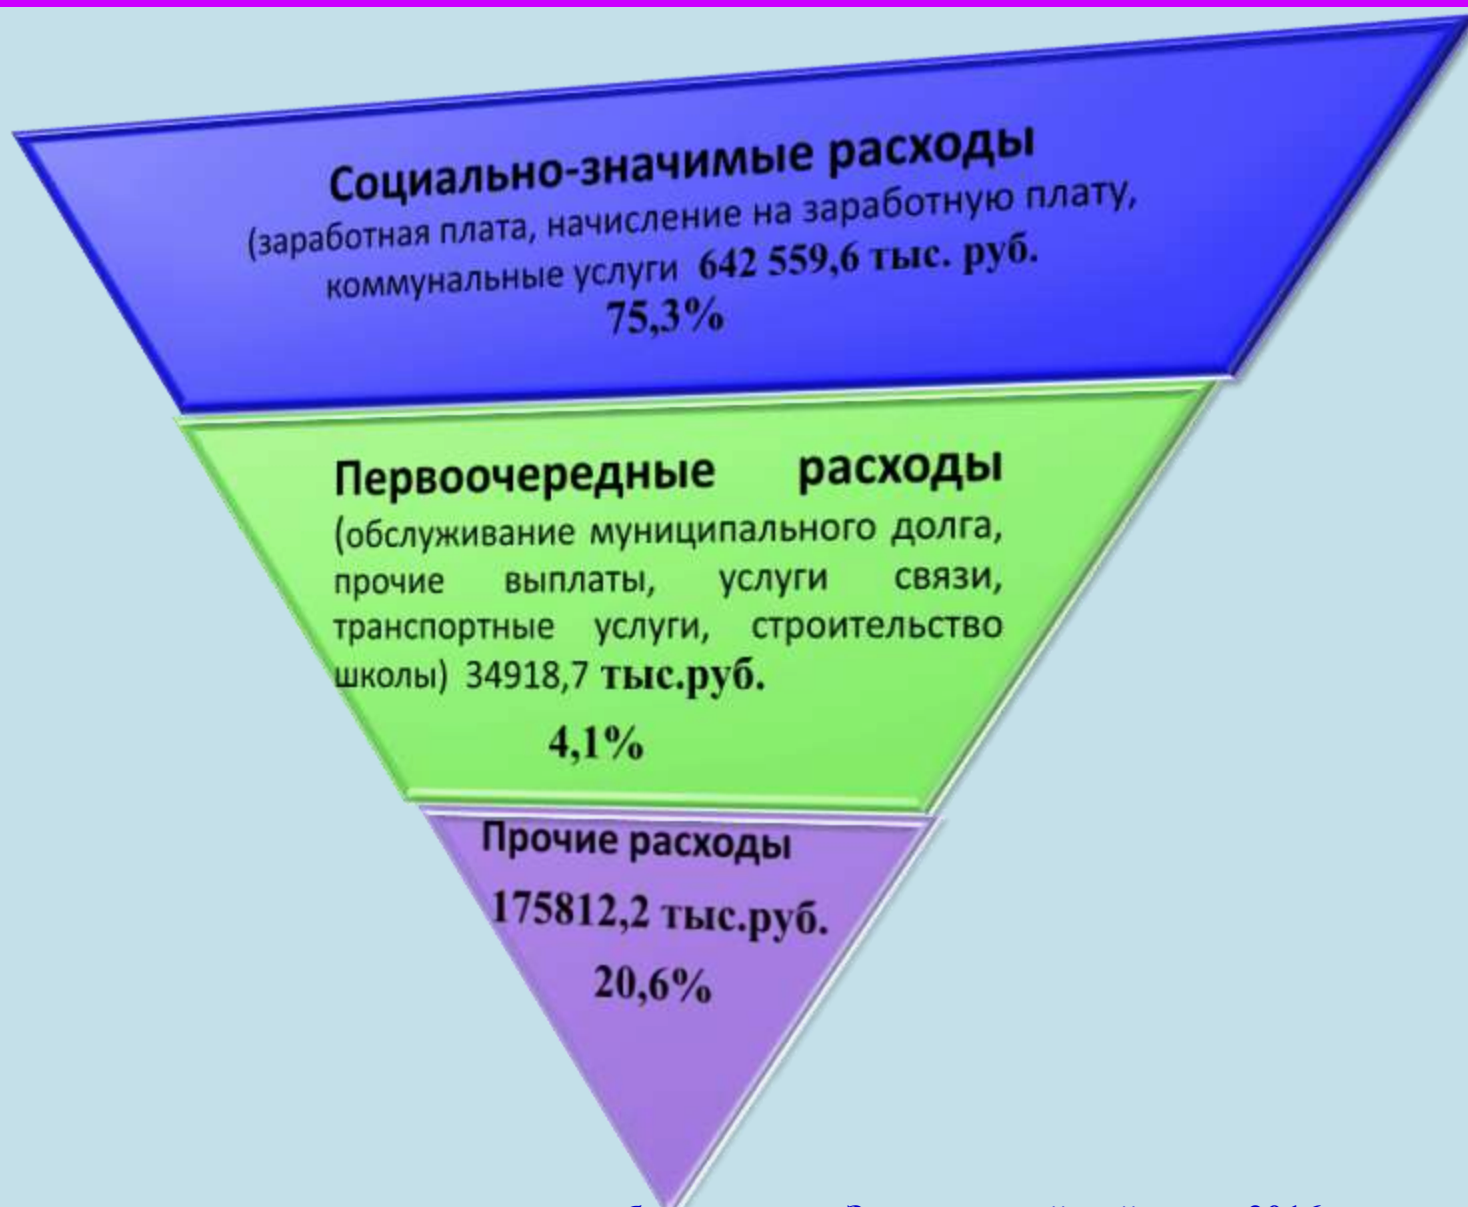 Социально-значимые расходы
(заработная плата, начисление на заработную плату,
коммунальные услуги 642 559,6 тыс. руб.
75,3%
Первоочередные расходы
(обслуживание муниципального долга,
прочие выплаты, услуги связи,
транспортные услуги, строительство
школы) 34918,7 тыс.руб.
4,1%
Прочие расходы
175812,2 тыс.руб.
20,6%